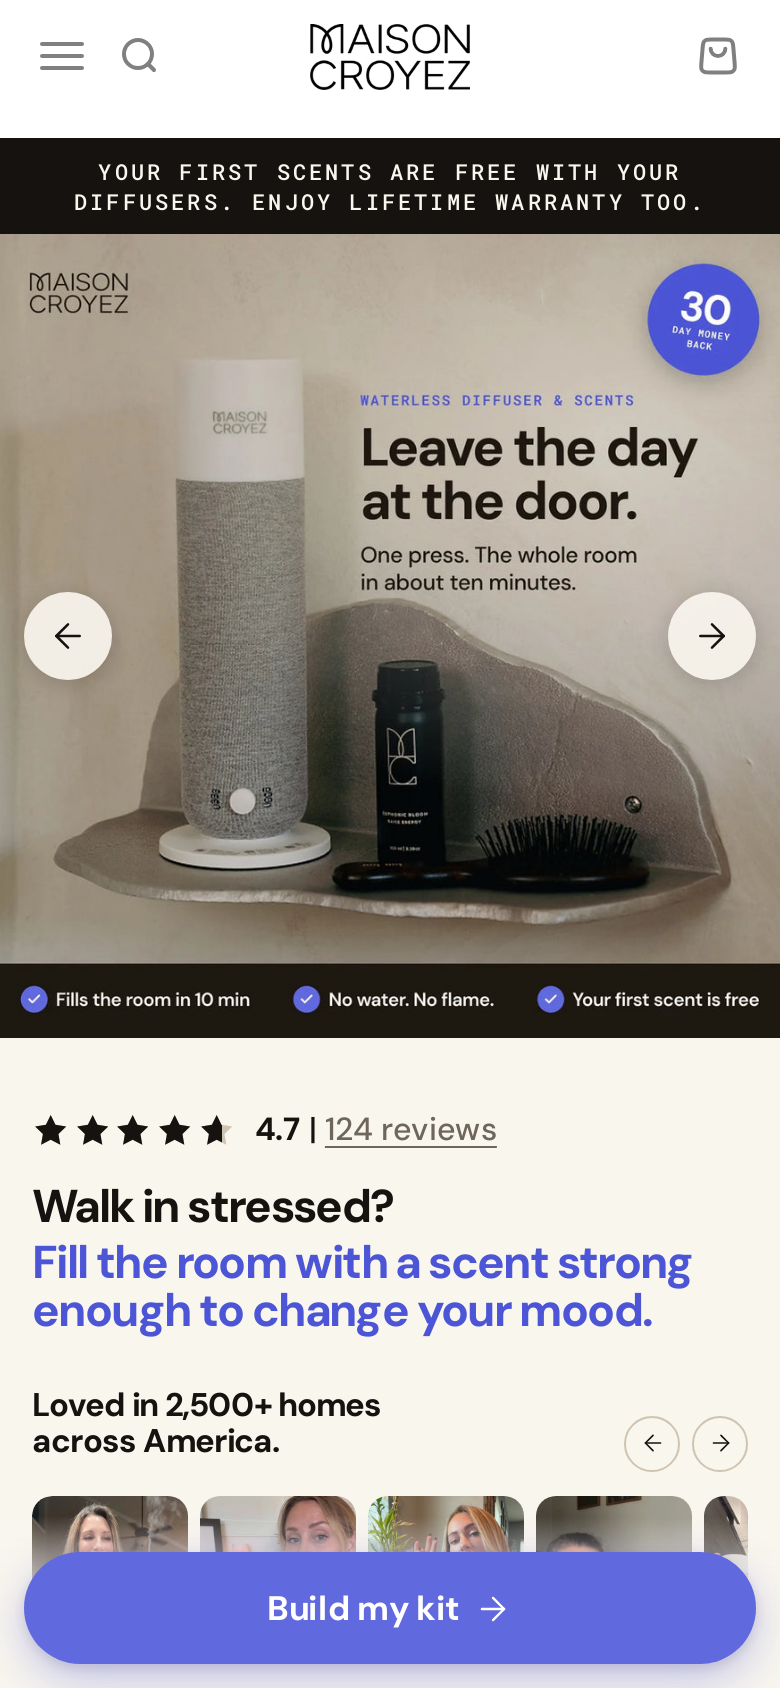 MAISON
CROYEZ
YOUR FIRST SCENTS ARE FREE WITH YOUR
DIFFUSERS. ENJOY LIFETIME WARRANTY TOO.
MAISON
CROYEZ
30
DAY MONEY
BACK
MAISON
CROYEZ
WATERLESS DIFFUSER & SCENTS
Leave the day
at the door.
One press. The whole room
in about ten minutes.
MC
EUPHORIC BLOOM
Fills the room in 10 min
No water. No flame.
Your first scent is free
4.7 | 124 reviews
Walk in stressed?
Fill the room with a scent strong
enough to change your mood.
Loved in 2,500+ homes
across America.
Build my kit